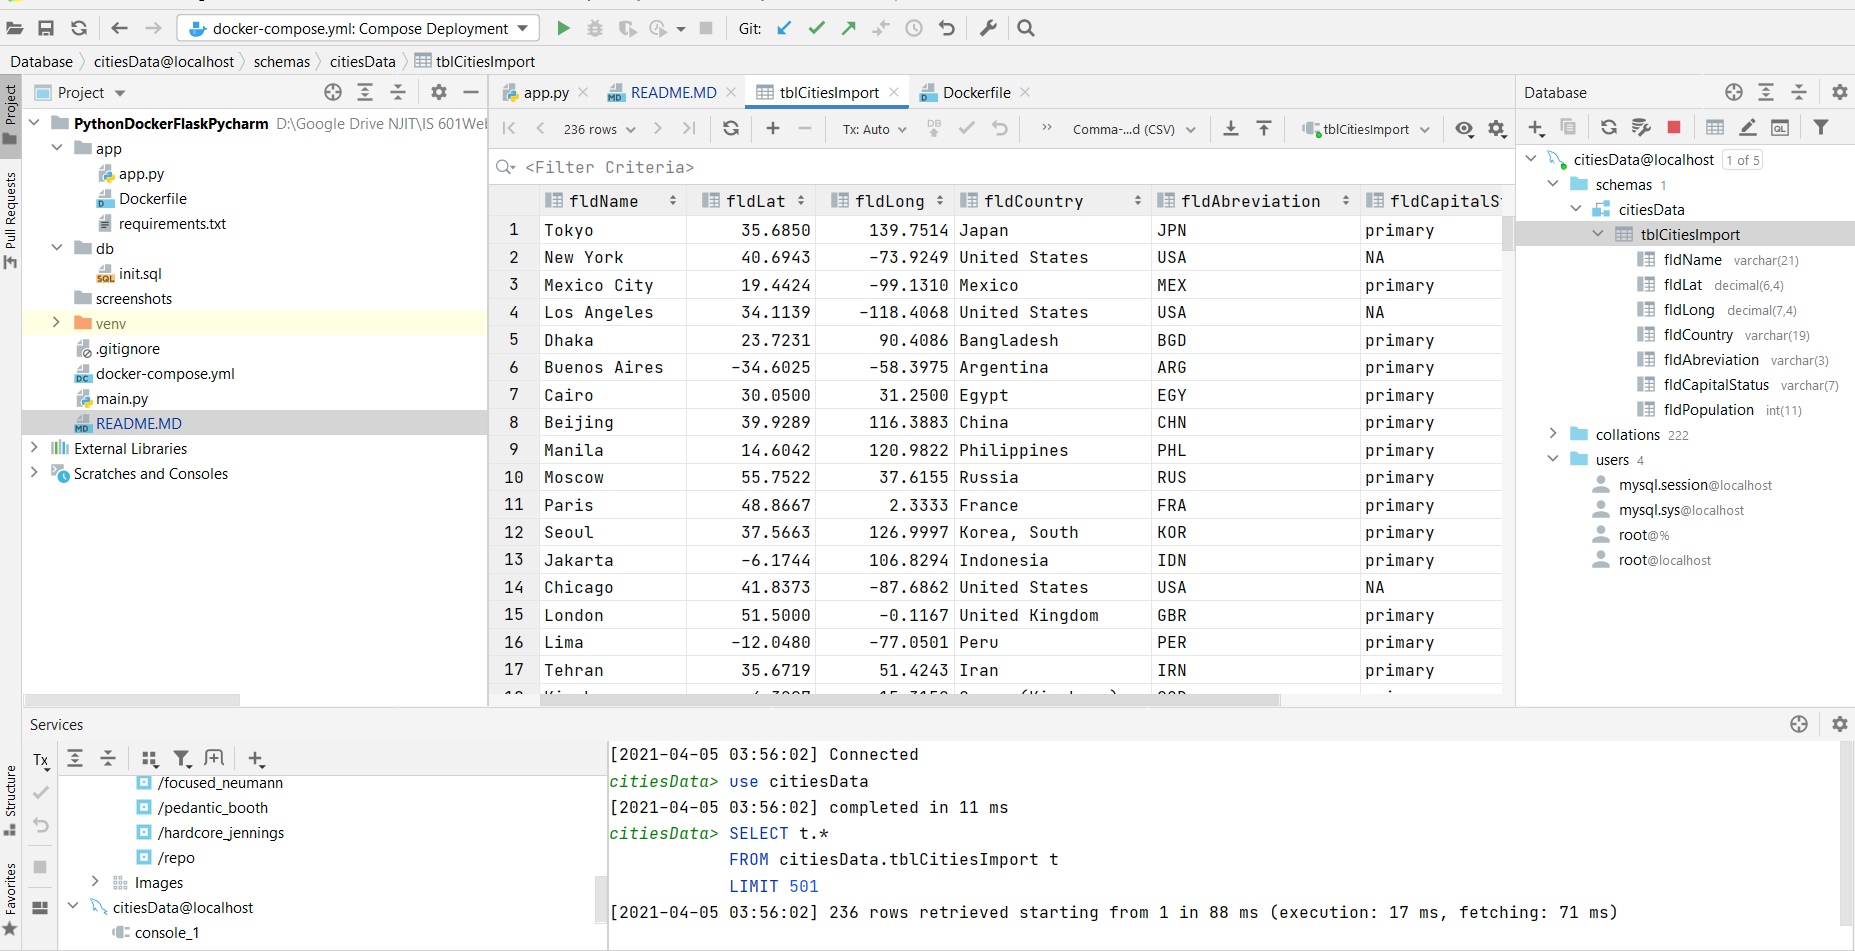 docker-compose.yml: Compose Deployment
Git:
Database
citiesData@localhost
schemas
citiesData
tblCitiesImport
Project
Pull Requests
Structure
Favorites
Project
PythonDockerFlaskPycharm D:\Google Drive NJIT\IS 601Web
app
app.py
Dockerfile
requirements.txt
db
init.sql
screenshots
venv
.gitignore
docker-compose.yml
main.py
README.MD
External Libraries
Scratches and Consoles
app.py
README.MD
tblCitiesImport
Dockerfile
236 rows
Tx: Auto
DB
Comma-...d (CSV)
tblCitiesImport
<Filter Criteria>
fldName fldLat fldLong fldCountry fldAbreviation fldCapitalS
1 Tokyo 35.6850 139.7514 Japan JPN primary
2 New York 40.6943 -73.9249 United States USA NA
3 Mexico City 19.4424 -99.1310 Mexico MEX primary
4 Los Angeles 34.1139 -118.4068 United States USA NA
5 Dhaka 23.7231 90.4086 Bangladesh BGD primary
6 Buenos Aires -34.6025 -58.3975 Argentina ARG primary
7 Cairo 30.0500 31.2500 Egypt EGY primary
8 Beijing 39.9289 116.3883 China CHN primary
9 Manila 14.6042 120.9822 Philippines PHL primary
10 Moscow 55.7522 37.6155 Russia RUS primary
11 Paris 48.8667 2.3333 France FRA primary
12 Seoul 37.5663 126.9997 Korea, South KOR primary
13 Jakarta -6.1744 106.8294 Indonesia IDN primary
14 Chicago 41.8373 -87.6862 United States USA NA
15 London 51.5000 -0.1167 United Kingdom GBR primary
16 Lima -12.0480 -77.0501 Peru PER primary
17 Tehran 35.6719 51.4243 Iran IRN primary
Database
QL
citiesData@localhost 1 of 5
schemas 1
citiesData
tblCitiesImport
fldName varchar(21)
fldLat decimal(6,4)
fldLong decimal(7,4)
fldCountry varchar(19)
fldAbreviation varchar(3)
fldCapitalStatus varchar(7)
fldPopulation int(11)
collations 222
users 4
mysql.session@localhost
mysql.sys@localhost
root@%
root@localhost
Services
Tx
/focused_neumann
/pedantic_booth
/hardcore_jennings
/repo
Images
citiesData@localhost
console_1
[2021-04-05 03:56:02] Connected
citiesData> use citiesData
[2021-04-05 03:56:02] completed in 11 ms
citiesData> SELECT t.*
FROM citiesData.tblCitiesImport t
LIMIT 501
[2021-04-05 03:56:02] 236 rows retrieved starting from 1 in 88 ms (execution: 17 ms, fetching: 71 ms)